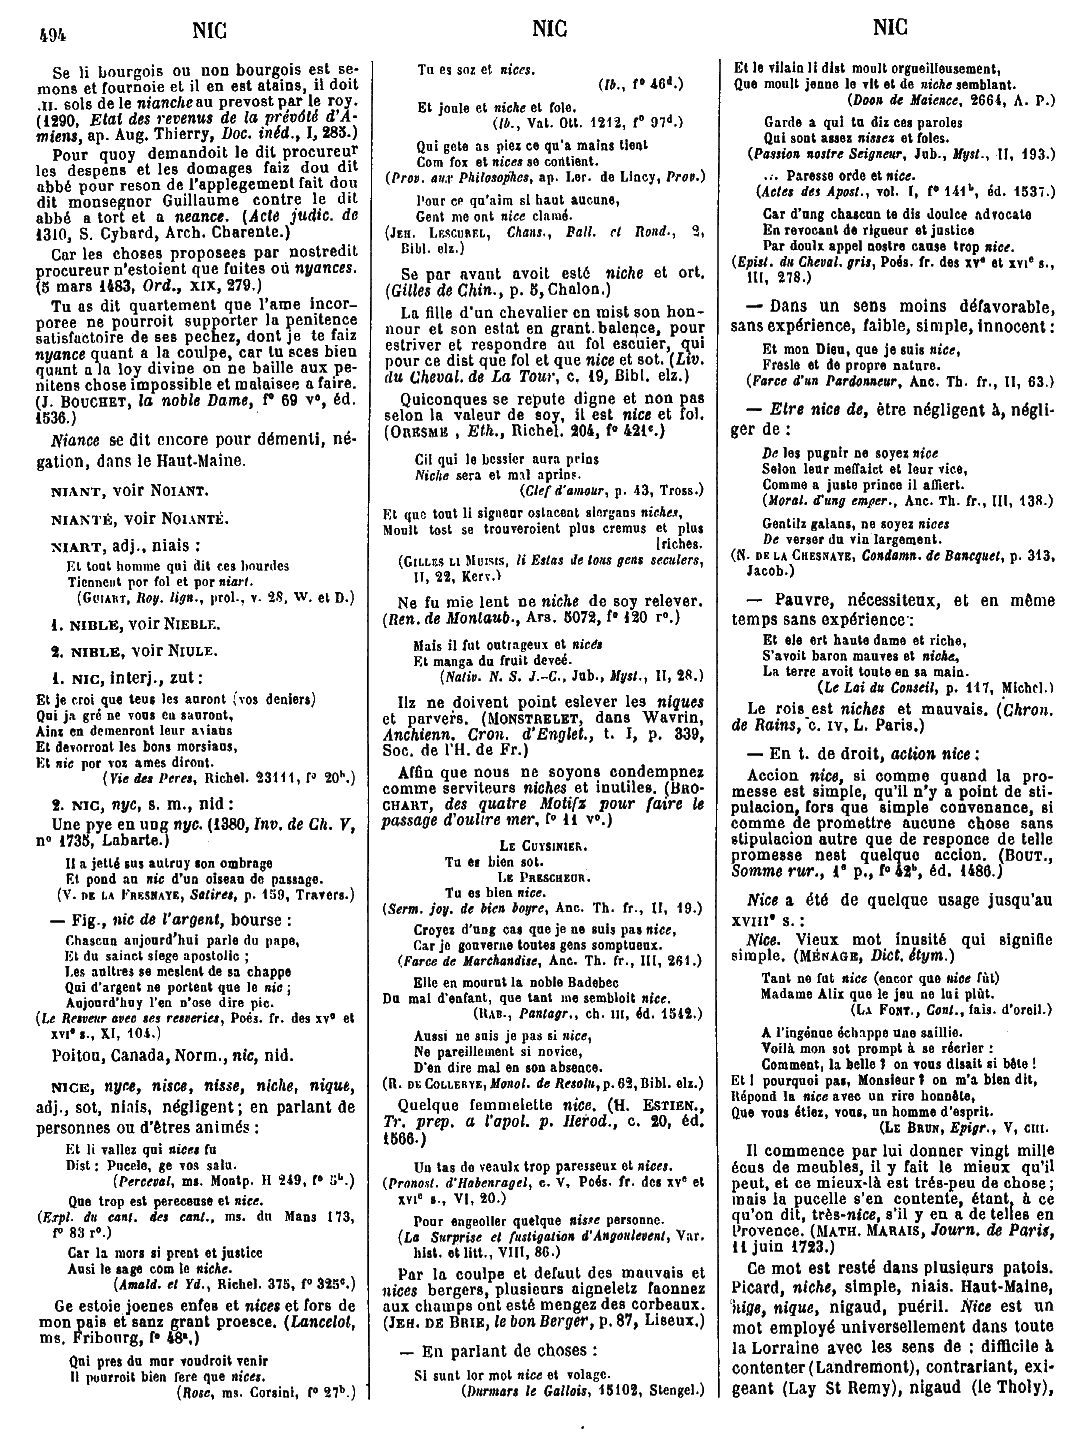 494
NIC
NIC
NIC
Se li bourgois ou non bourgois est se-
mons et fournoie et il en est atains, il doit
.II. sols de le nianche au prevost par le roy.
(1290, Etat des revenus de la prévôté d'A-
miens, ap. Aug. Thierry, Doc. inéd., I, 285.)
Pour quoy demandoit le dit procureur
les despens et les domages faiz dou dit
abbé pour reson de l'applegement fait dou
dit monsegnor Guillaume contre le dit
abbé a tort et a neance. (Acte judic. de
1310, S. Cybard, Arch. Charente.)
Car les choses proposees par nostredit
procureur n'estoient que fuites ou nyances.
(5 mars 1483, Ord., XIX, 279.)
Tu as dit quartement que l'ame incor-
poree ne pourroit supporter la penitence
satisfactoire de ses pechez, dont je te faiz
nyance quant a la coulpe, car tu sces bien
quant a la loy divine on ne baille aux pe-
nitens chose impossible et malaisee a faire.
(J. BOUCHET, la noble Dame, f° 69 v°, éd.
1536.)
Niance se dit encore pour démenti, né-
gation, dans le Haut-Maine.
NIANT, voir NOIANT.
NIANTÉ, voir NOIANTÉ.
NIART, adj., niais :
Et tout homme qui dit ces bourdes
Tiennent por fol et por niart.
(GUIART, Roy. lign., prol., v. 28, W. et D.)
1. NIBLE, voir NIEBLE.
2. NIBLE, voir NIULE.
1. NIC, interj., zut :
Et je croi que teus les auront (vos deniers)
Qui ja gré ne vous en sauront,
Ainz en demenront leur aviaus
Et devorront les bons morsiaus,
Et nic por voz ames diront.
(Vie des Peres, Richel. 23111, f° 20ᵇ.)
2. NIC, nyc, s. m., nid :
Une pye en ung nyc. (1380, Inv. de Ch. V,
n° 1735, Labarte.)
Il a jetté sus autruy son ombrage
Et pond au nic d'un oiseau de passage.
(V. DE LA FRESNAYE, Satires, p. 159, Travers.)
— Fig., nic de l'argent, bourse :
Chascun aujourd'hui parle du pape,
Et du sainct siege apostolic ;
Les aultres se meslent de sa chappe
Qui d'argent ne portent que le nic ;
Aujourd'huy l'en n'ose dire pic.
(Le Resveur avec ses resveries, Poés. fr. des XVᵉ et
XVIᵉ s., XI, 104.)
Poitou, Canada, Norm., nic, nid.
NICE, nyce, nisce, nisse, niche, nique,
adj., sot, niais, négligent ; en parlant de
personnes ou d'êtres animés :
Et li vallez qui nices fu
Dist : Pucele, ge vos salu.
(Perceval, ms. Montp. H 249, f° 5ᵇ.)
Que trop est pereceuse et nice.
(Expl. du cant. des cant., ms. du Mans 173,
f° 83 r°.)
Car la mors si prent et justice
Ausi le sage com le niche.
(Amald. et Yd., Richel. 375, f° 325ᶜ.)
Ge estoie joenes enfes et nices et fors de
mon pais et sanz grant proesce. (Lancelot,
ms. Fribourg, f° 48ᵃ.)
Qui pres du mur voudroit venir
Il pourroit bien fere que nices.
(Rose, ms. Corsini, f° 27ᵇ.)
Tu es soz et nices.
(Ib., f° 46ᵈ.)
Et joule et niche et fole.
(Ib., Vat. Ott. 1212, f° 97ᵈ.)
Qui gete as piez ce qu'a mains tient
Com fox et nices se contient.
(Prov. aux Philosophes, ap. Ler. de Lincy, Prov.)
Pour ce qu'aim si haut aucune,
Gent me ont nice clamé.
(JEH. LESCUREL, Chans., Ball. et Rond., 2,
Bibl. elz.)
Se par avant avoit esté niche et ort.
(Gilles de Chin., p. 5, Chalon.)
La fille d'un chevalier en mist son hon-
nour et son estat en grant balence, pour
estriver et respondre au fol escuier, qui
pour ce dist que fol et que nice et sot. (Liv.
du Cheval. de La Tour, c. 19, Bibl. elz.)
Quiconques se repute digne et non pas
selon la valeur de soy, il est nice et fol.
(ORESME , Eth., Richel. 204, f° 421ᶜ.)
Cil qui le bessier aura prins
Niche sera et mal aprins.
(Clef d'amour, p. 43, Tross.)
Et que tout li signeur ostacent slergans niches,
Moult tost se trouveroient plus cremus et plus
[riches.
(GILLES LI MUISIS, li Estas de tous gens seculers,
II, 22, Kerv.)
Ne fu mie lent ne niche de soy relever.
(Ren. de Montaub., Ars. 5072, f° 120 r°.)
Mais il fut outrageux et nices
Et manga du fruit deveé.
(Nativ. N. S. J.-C., Jub., Myst., II, 28.)
Ilz ne doivent point eslever les niques
et parvers. (MONSTRELET, dans Wavrin,
Anchienn. Cron. d'Englet., t. I, p. 339,
Soc. de l'H. de Fr.)
Affin que nous ne soyons condempnez
comme serviteurs niches et inutiles. (BRO-
CHART, des quatre Motifz pour faire le
passage d'oultre mer, f° 11 v°.)
LE CUYSINIER.
Tu es bien sot.
LE PRESCHEUR.
Tu es bien nice.
(Serm. joy. de bien boyre, Anc. Th. fr., II, 19.)
Croyez d'ung cas que je ne suis pas nice,
Car je gouverne toutes gens somptueux.
(Farce de Marchandise, Anc. Th. fr., III, 261.)
Elle en mourut la noble Badebec
Du mal d'enfant, que tant me sembloit nice.
(RAB., Pantagr., ch. III, éd. 1542.)
Aussi ne suis je pas si nice,
Ne pareillement si novice,
D'en dire mal en son absence.
(R. DE COLLERYE, Monol. de Resolu, p. 62, Bibl. elz.)
Quelque femmelette nice. (H. ESTIEN.,
Tr. prep. a l'apol. p. Herod., c. 20, éd.
1566.)
Un tas de veaulx trop paresseux et nices.
(Pronost. d'Habenragel, c. V, Poés. fr. des XVᵉ et
XVIᵉ s., VI, 20.)
Pour engeoller quelque nisse personne.
(La Surprise et fustigation d'Angoulevent, Var.
hist. et litt., VIII, 86.)
Par la coulpe et defaut des mauvais et
nices bergers, plusieurs aigneletz faonnez
aux champs ont esté mengez des corbeaux.
(JEH. DE BRIE, le bon Berger, p. 87, Liseux.)
— En parlant de choses :
Si sunt lor mot nice et volage.
(Durmars le Gallois, 15102, Stengel.)
Et le vilain li dist moult orgueilleusement,
Que moult jenne le vit et de niche semblant.
(Doon de Maience, 2664, A. P.)
Garde a qui tu diz ces paroles
Qui sont assez nissez et foles.
(Passion nostre Seigneur, Jub., Myst., II, 193.)
... Paresse orde et nice.
(Actes des Apost., vol. I, f° 141ᵇ, éd. 1537.)
Car d'ung chascun te dis doulce advocate
En revocant de rigueur et justice
Par doulx appel nostre cause trop nice.
(Epist. du Cheval. gris, Poés. fr. des XVᵉ et XVIᵉ s.,
III, 278.)
— Dans un sens moins défavorable,
sans expérience, faible, simple, innocent :
Et mon Dieu, que je suis nice,
Fresle et de propre nature.
(Farce d'un Pardonneur, Anc. Th. fr., II, 63.)
— Etre nice de, être négligent à, négli-
ger de :
De les pugnir ne soyez nice
Selon leur meffaict et leur vice,
Comme a juste prince il affiert.
(Moral. d'ung emper., Anc. Th. fr., III, 138.)
Gentilz galans, ne soyez nices
De verser du vin largement.
(N. DE LA CHESNAYE, Condamn. de Bancquet, p. 313,
Jacob.)
— Pauvre, nécessiteux, et en même
temps sans expérience :
Et ele ert haute dame et riche,
S'avoit baron mauves et niche,
La terre avoit toute en sa main.
(Le Lai du Conseil, p. 117, Michel.)
Le rois est niches et mauvais. (Chron.
de Rains, c. IV, L. Paris.)
— En t. de droit, action nice :
Accion nice, si comme quand la pro-
messe est simple, qu'il n'y a point de sti-
pulacion, fors que simple convenance, si
comme de promettre aucune chose sans
stipulacion autre que de responce de telle
promesse nest quelque accion. (BOUT.,
Somme rur., 1ᵉ p., f° 42ᵇ, éd. 1486.)
Nice a été de quelque usage jusqu'au
XVIIIᵉ s. :
Nice. Vieux mot inusité qui signifie
simple. (MÉNAGE, Dict. étym.)
Tant ne fut nice (encor que nice fût)
Madame Alix que le jeu ne lui plût.
(LA FONT., Cont., fais. d'oreil.)
A l'ingénue échappe une saillie.
Voilà mon sot prompt à se récrier :
Comment, la belle ! on vous disait si bête !
Et ! pourquoi pas, Monsieur ? on m'a bien dit,
Répond la nice avec un rire honnête,
Que vous étiez, vous, un homme d'esprit.
(LE BRUN, Epigr., V, CIII.
Il commence par lui donner vingt mille
écus de meubles, il y fait le mieux qu'il
peut, et ce mieux-là est très-peu de chose ;
mais la pucelle s'en contente, étant, à ce
qu'on dit, très-nice, s'il y en a de telles en
Provence. (MATH. MARAIS, Journ. de Paris,
11 juin 1723.)
Ce mot est resté dans plusieurs patois.
Picard, niche, simple, niais. Haut-Maine,
nige, nique, nigaud, puéril. Nice est un
mot employé universellement dans toute
la Lorraine avec les sens de : difficile à
contenter (Landremont), contrariant, exi-
geant (Lay St Remy), nigaud (le Tholy),